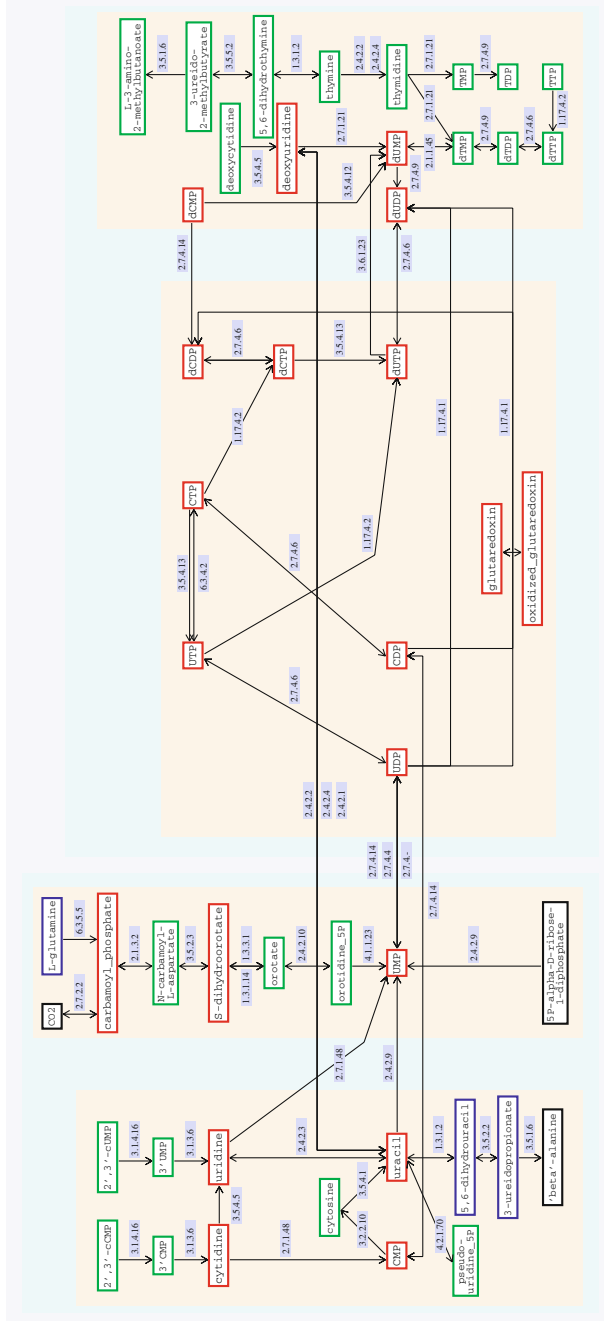 L-3-amino-
2-methylbutanoate
3.5.1.6
3-ureido-
2-methylbutyrate
3.5.5.2
5,6-dihydrothymine
1.3.1.2
thymine
2.4.2.2
2.4.2.4
thymidine
2.7.1.21
TMP
2.7.4.9
TDP
TTP
1.17.4.2
deoxycytidine
3.5.4.5
deoxyuridine
2.7.1.21
dUMP
2.1.1.45
2.7.1.21
dTMP
2.7.4.9
dTDP
2.7.4.6
dTTP
dCMP
3.5.4.12
2.7.4.9
dUDP
2.7.4.14
3.6.1.23
2.7.4.6
dCDP
2.7.4.6
dCTP
3.5.4.13
dUTP
1.17.4.2
1.17.4.1
1.17.4.1
CTP
3.5.4.13
6.3.4.2
2.7.4.6
1.17.4.2
glutaredoxin
oxidized_glutaredoxin
UTP
CDP
2.7.4.6
UDP
2.4.2.2
2.4.2.4
2.4.2.1
2.7.4.14
2.7.4.4
2.7.4.-
2.7.4.14
L-glutamine
6.3.5.5
CO2
2.7.2.2
carbamoyl_phosphate
2.1.3.2
N-carbamoyl-
L-aspartate
3.5.2.3
S-dihydroorotate
1.3.3.1
1.3.1.14
orotate
2.4.2.10
orotidine_5P
4.1.1.23
UMP
2.4.2.9
5P-alpha-D-ribose-
1-diphosphate
2.7.1.48
2.4.2.9
2',3'-cUMP
3.1.4.16
3'UMP
3.1.3.6
uridine
2.4.2.3
uracil
1.3.1.2
5,6-dihydrouracil
3.5.2.2
3-ureidopropionate
3.5.1.6
'beta'-alanine
2',3'-cCMP
3.1.4.16
3'CMP
3.1.3.6
cytidine
3.5.4.5
2.7.1.48
cytosine
3.5.4.1
3.2.2.10
CMP
4.2.1.70
pseudo-
uridine_5P